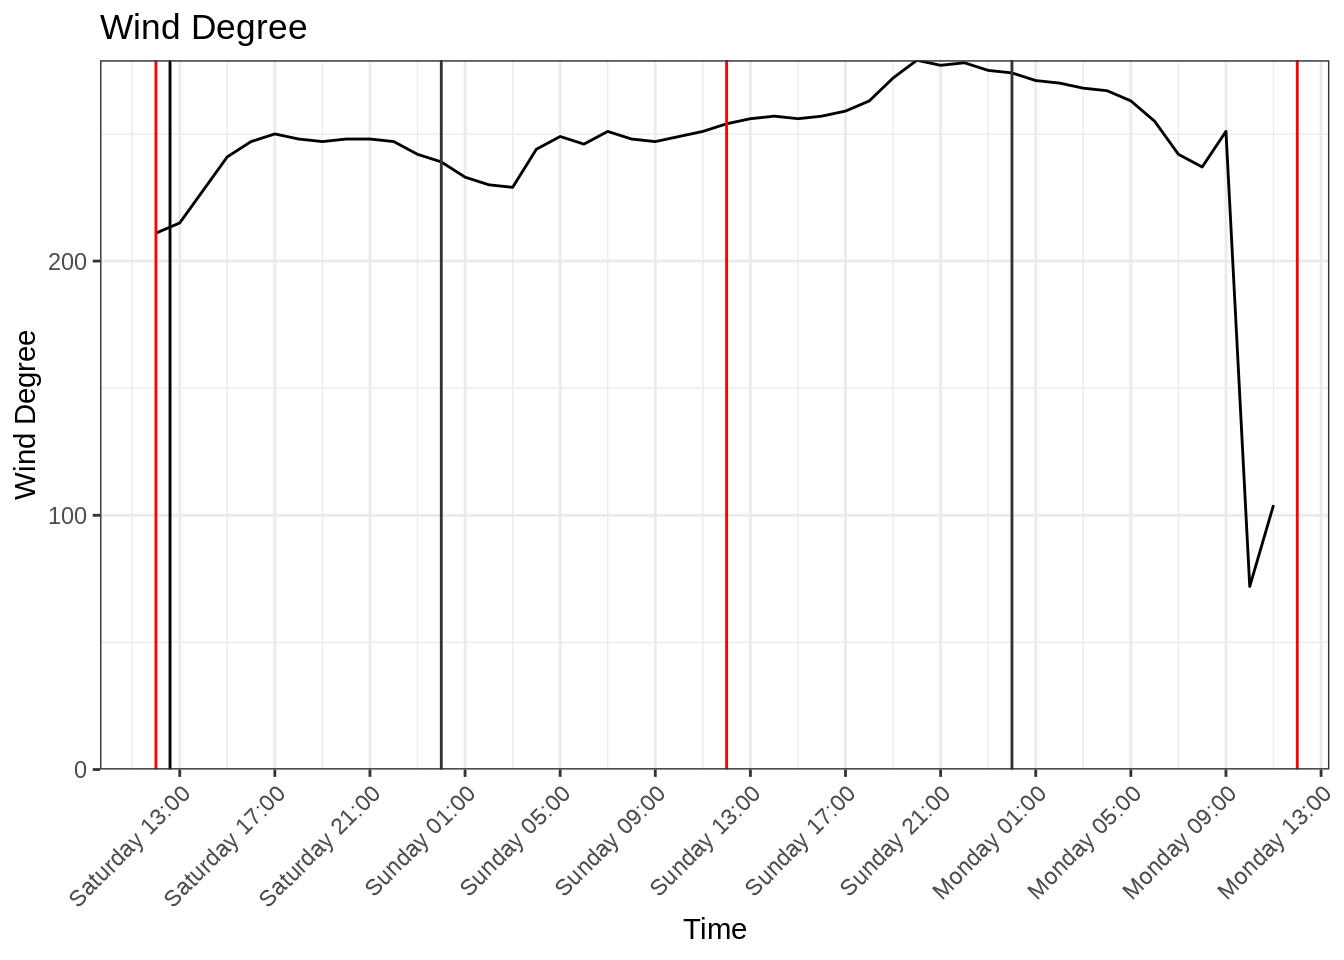 Wind Degree
Wind Degree
200
100
0
Saturday 13:00
Saturday 17:00
Saturday 21:00
Sunday 01:00
Sunday 05:00
Sunday 09:00
Sunday 13:00
Sunday 17:00
Sunday 21:00
Monday 01:00
Monday 05:00
Monday 09:00
Monday 13:00
Time